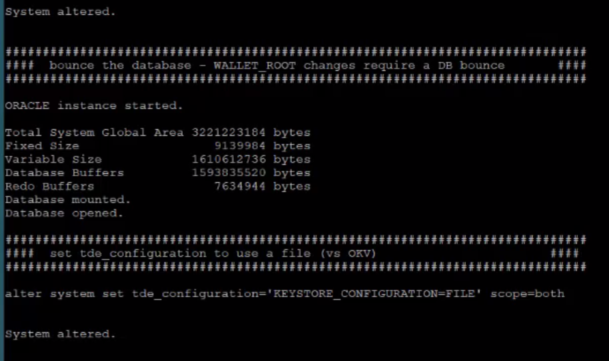 System altered.
##############################################################################
#### bounce the database - WALLET_ROOT changes require a DB bounce ####
##############################################################################
ORACLE instance started.
Total System Global Area 3221223184 bytes
Fixed Size 9139984 bytes
Variable Size 1610612736 bytes
Database Buffers 1593835520 bytes
Redo Buffers 7634944 bytes
Database mounted.
Database opened.
##############################################################################
#### set tde_configuration to use a file (vs OKV) ####
##############################################################################
alter system set tde_configuration='KEYSTORE_CONFIGURATION=FILE' scope=both
System altered.